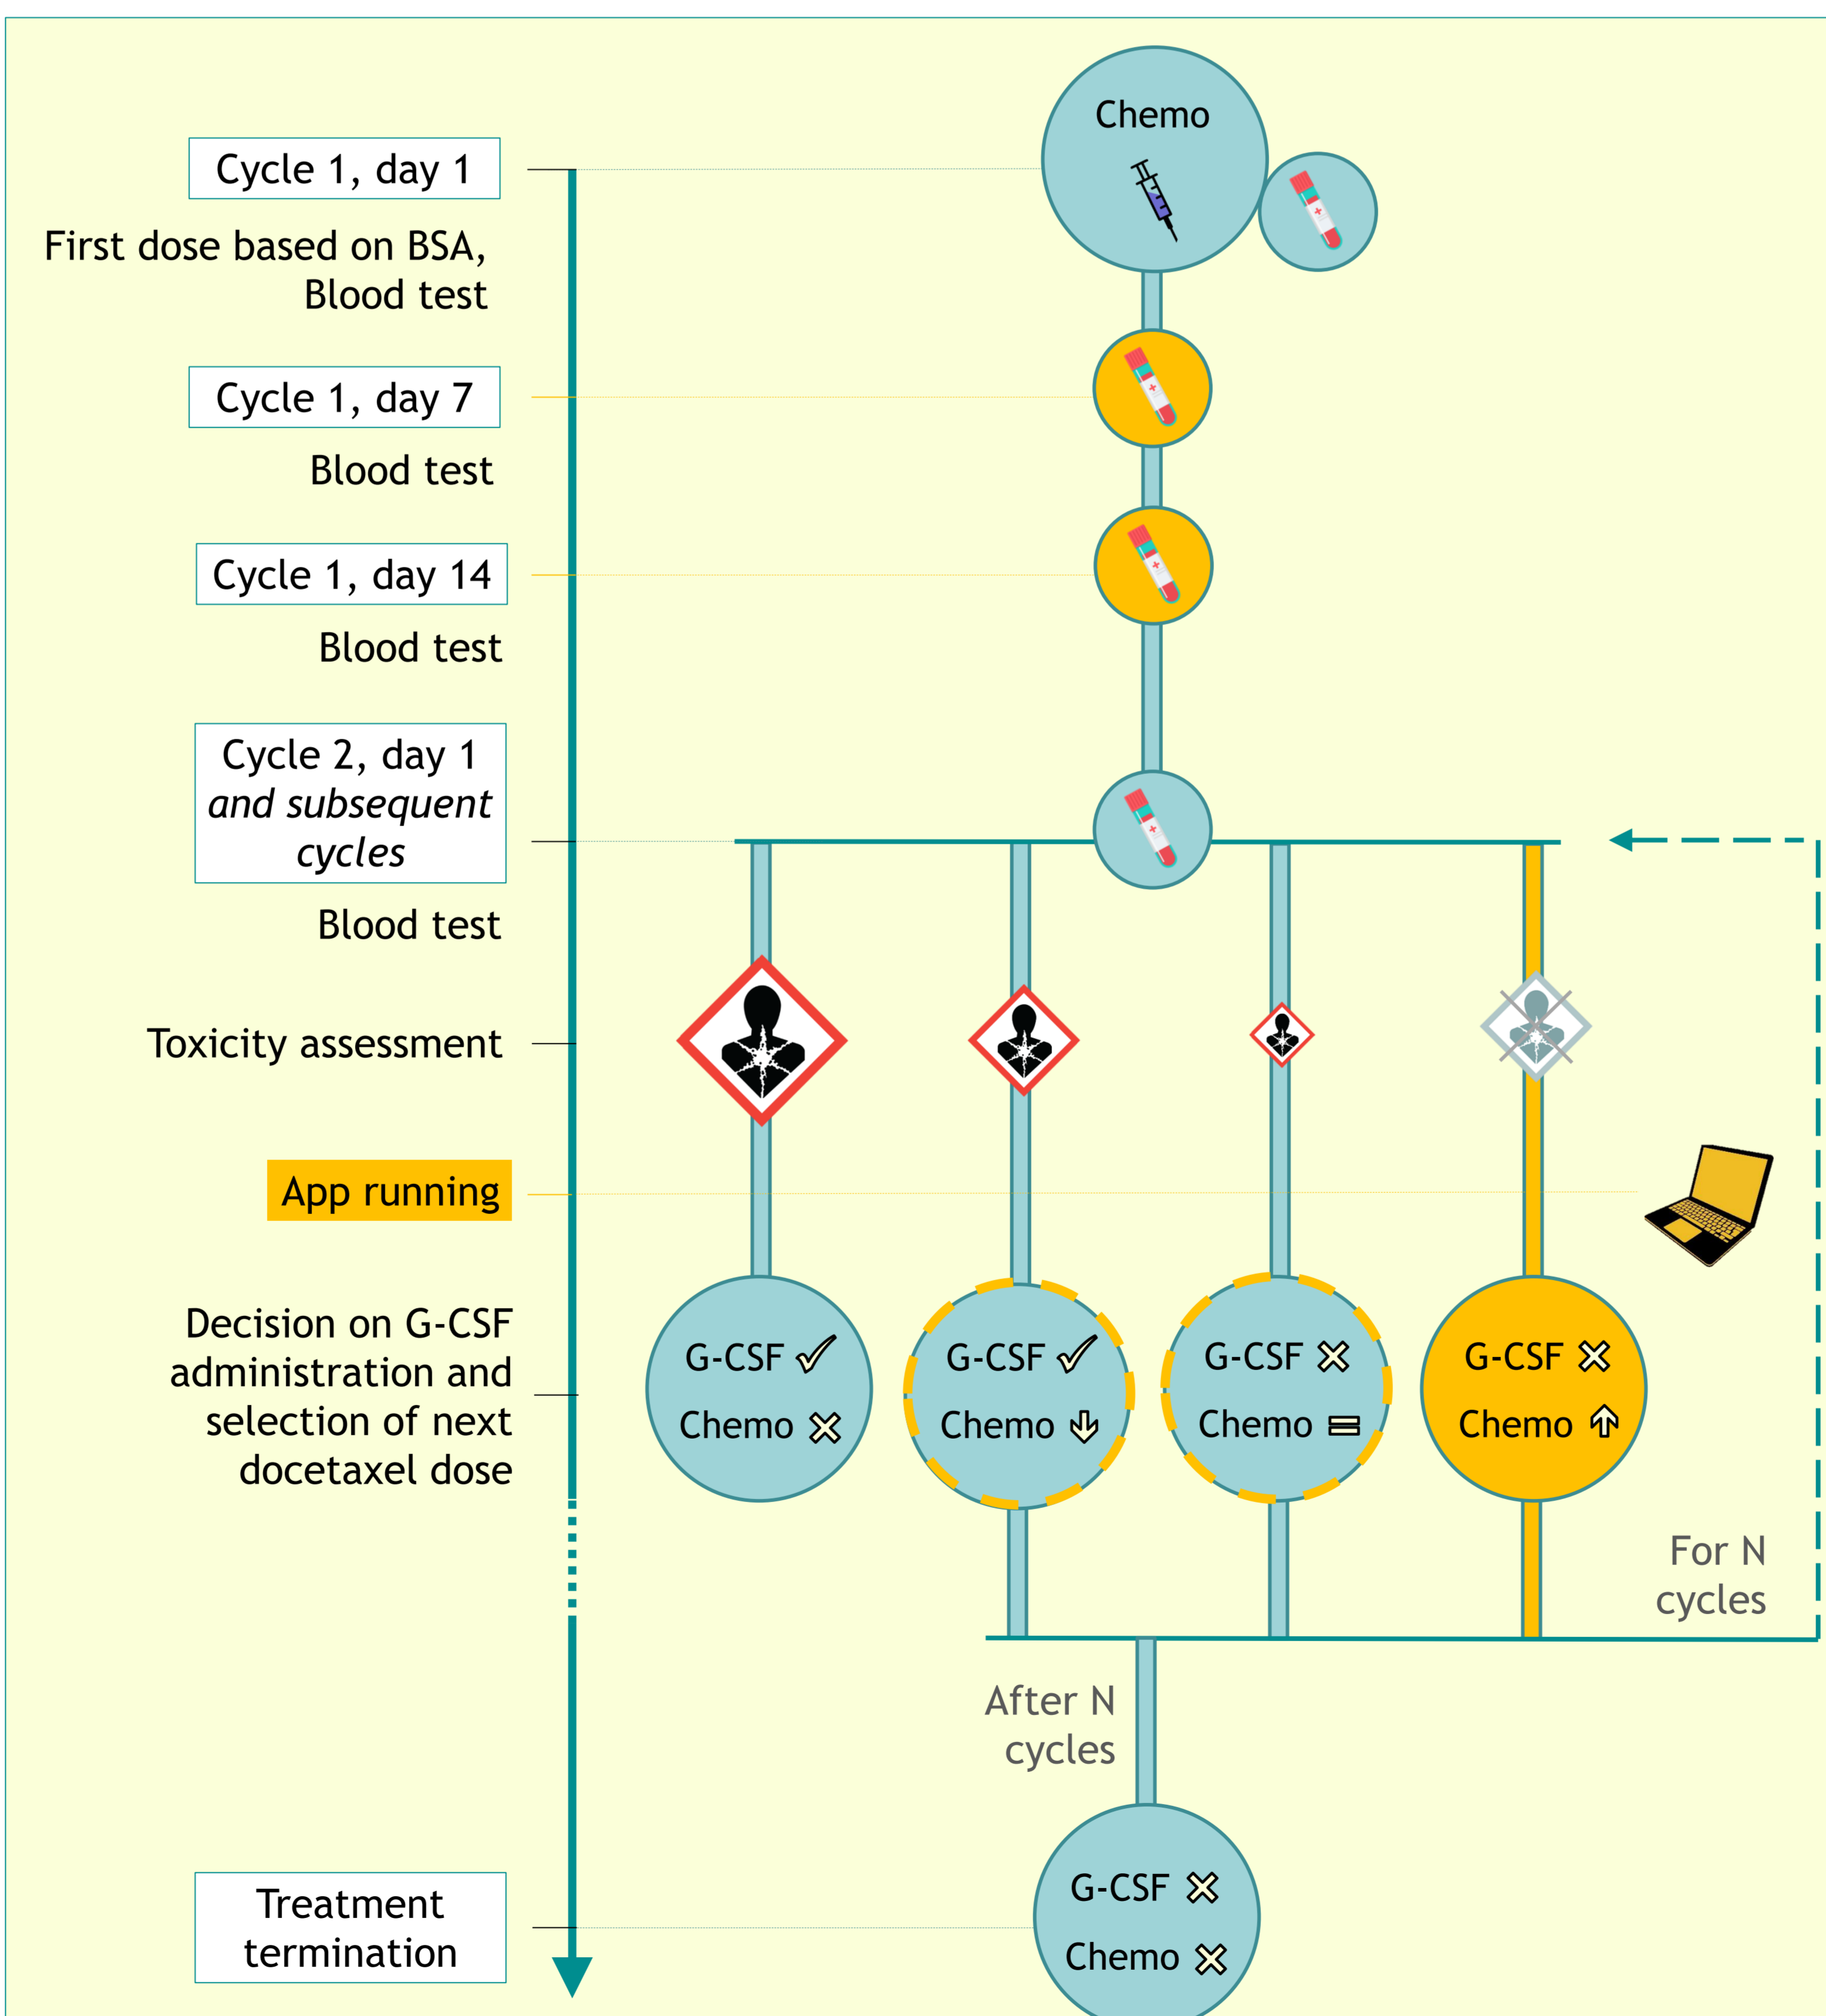 Chemo
Cycle 1, day 1
First dose based on BSA,
Blood test
Cycle 1, day 7
Blood test
Cycle 1, day 14
Blood test
Cycle 2, day 1
and subsequent
cycles
Blood test
Toxicity assessment
App running
Decision on G-CSF
administration and
selection of next
docetaxel dose
G-CSF
Chemo
G-CSF
Chemo
G-CSF
Chemo =
G-CSF
Chemo
For N
cycles
After N
cycles
Treatment
termination
G-CSF
Chemo